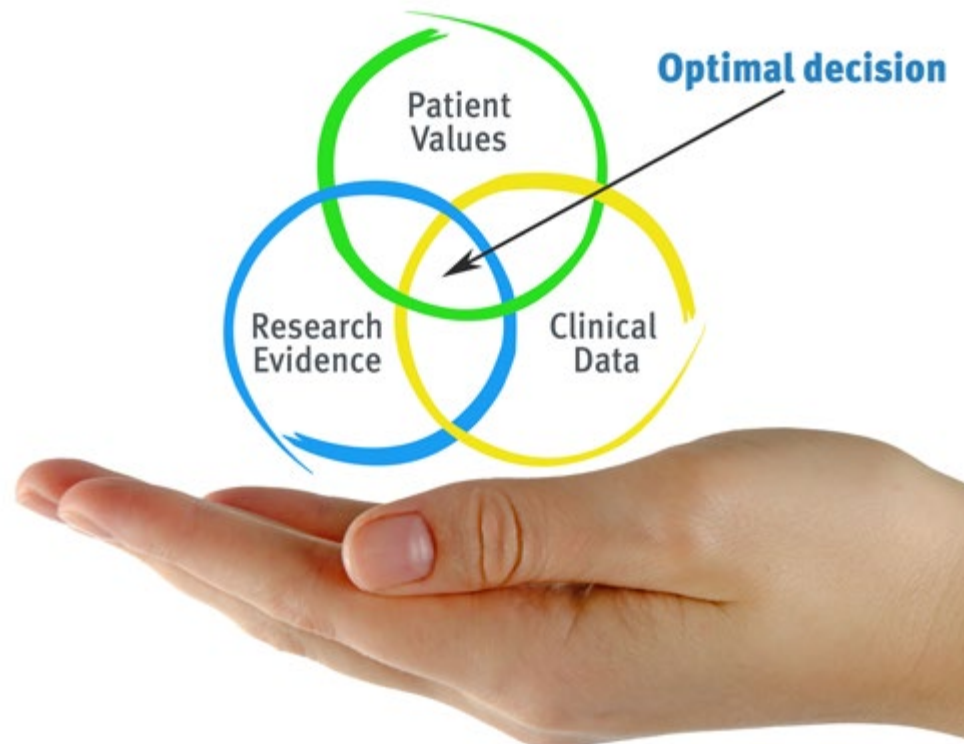 Optimal decision
Patient
Values
Research
Evidence
Clinical
Data